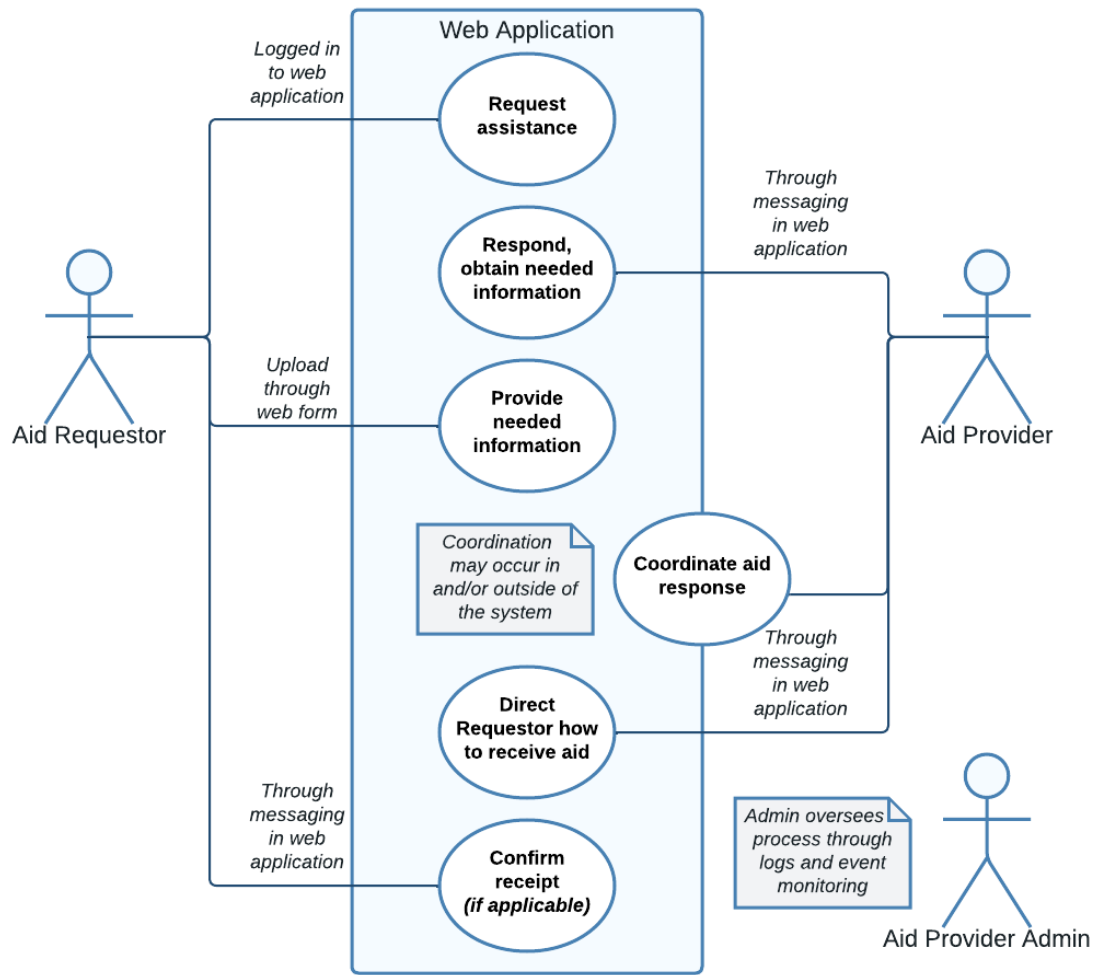 Web Application
Logged in
to web
application
Request
assistance
Through
messaging
in web
application
Respond,
obtain needed
information
Upload
through
web form
Provide
needed
information
Aid Requestor
Aid Provider
Coordination
may occur in
and/or outside of
the system
Coordinate aid
response
Through
messaging
in web
application
Direct
Requestor how
to receive aid
Through
messaging
in web
application
Confirm
receipt
(if applicable)
Admin oversees
process through
logs and event
monitoring
Aid Provider Admin